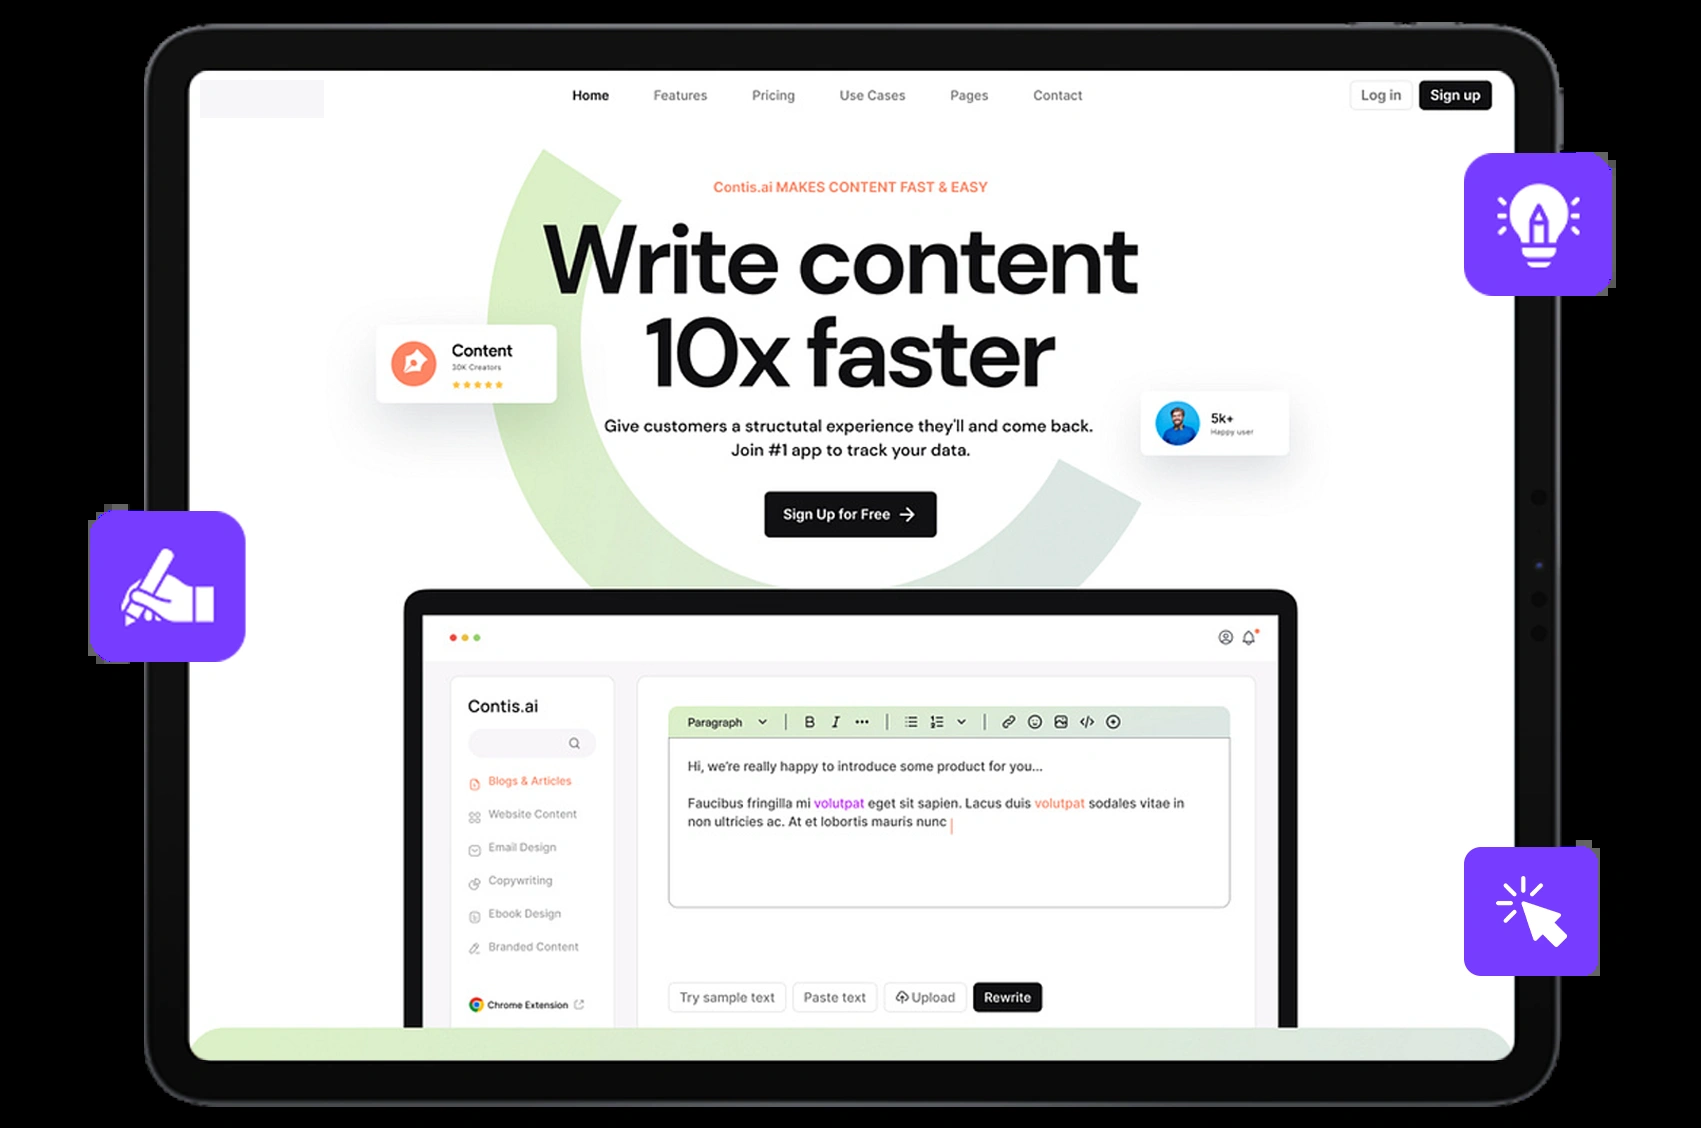 Home Features Pricing Use Cases Pages Contact Log in Sign up
Contis.ai MAKES CONTENT FAST & EASY
Write content
10x faster
Content
30K Creators
Give customers a structutal experience they'll and come back.
Join #1 app to track your data.
5k+
Happy user
Sign Up for Free
Contis.ai
Blogs & Articles
Website Content
Email Design
Copywriting
Ebook Design
Branded Content
Chrome Extension
Paragraph B I
Hi, we're really happy to introduce some product for you...
Faucibus fringilla mi volutpat eget sit sapien. Lacus duis volutpat sodales vitae in
non ultricies ac. At et lobortis mauris nunc
Try sample text Paste text Upload Rewrite